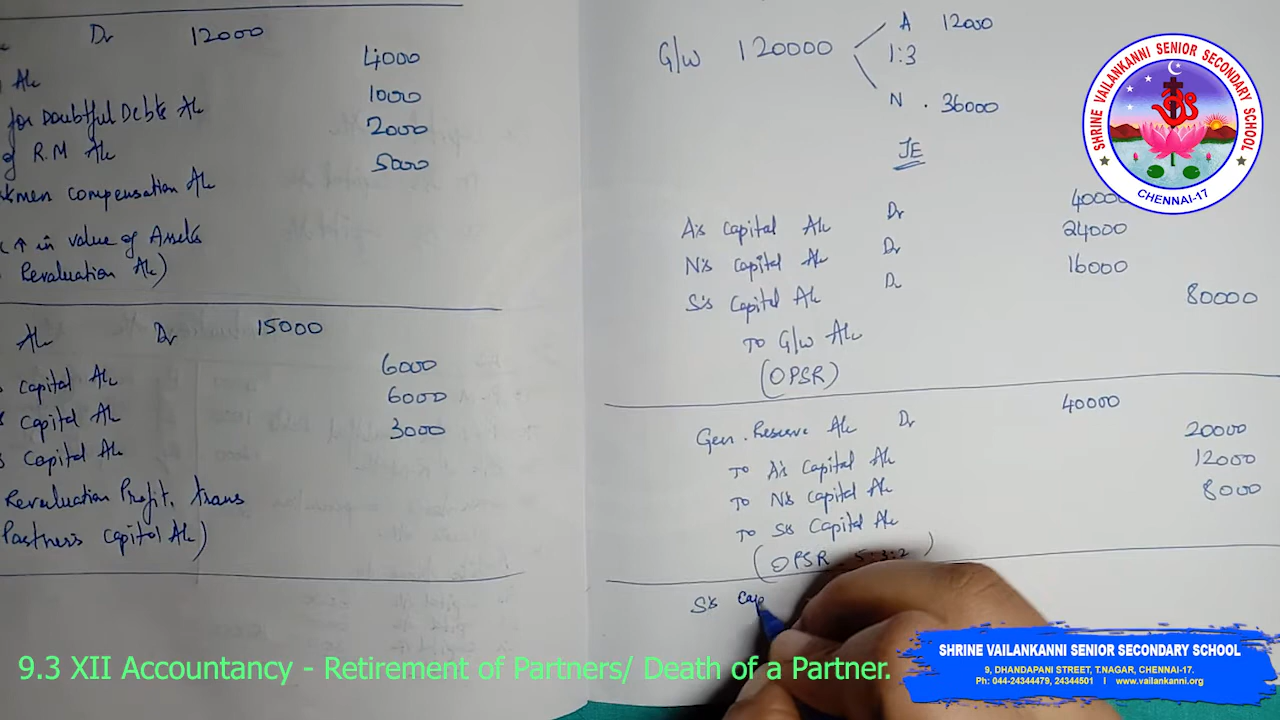 Dr 12000
4000
A/c
1000
for Doubtful Debts A/c
2000
of R.M A/c
5000
kmen compensation A/c
↑ in value of Assets
Revaluation A/c)
A/c Dr 15000
6000
Capital A/c
6000
Capital A/c
3000
Capital A/c
Revaluation Profit. trans
Partner's Capital A/c)
G/W 120000
A 12000
1:3
N . 36000
JE
A's Capital A/c Dr 40000
N's Capital A/c Dr 24000
S's Capital A/c Dr 16000
To G/W A/c 80000
(OPSR)
Gen. Reserve A/c Dr 40000
To A's Capital A/c 20000
To N's Capital A/c 12000
To S's Capital A/c 8000
(OPSR - 5:3:2)
S's Cap
SHRINE VAILANKANNI SENIOR SECONDARY SCHOOL
CHENNAI-17
9.3 XII Accountancy - Retirement of Partners/ Death of a Partner.
SHRINE VAILANKANNI SENIOR SECONDARY SCHOOL
9, DHANDAPANI STREET, T.NAGAR, CHENNAI-17.
Ph: 044-24344479, 24344501 I www.vailankanni.org